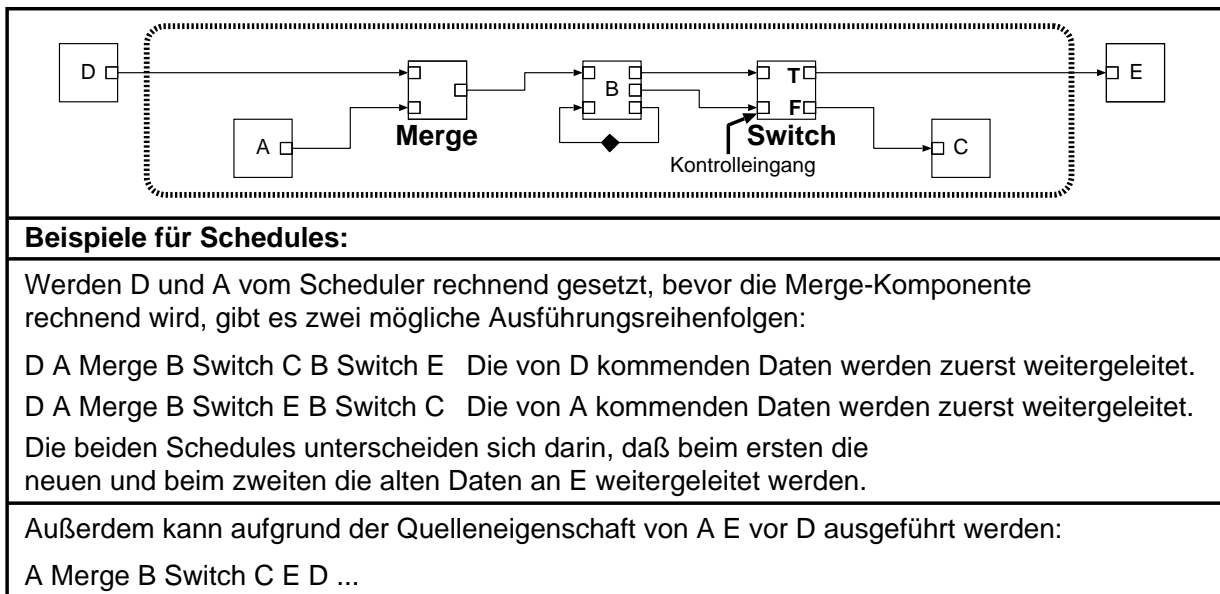 D
A
Merge
B
T
F
Switch
Kontrolleingang
E
C
Beispiele für Schedules:
Werden D und A vom Scheduler rechnend gesetzt, bevor die Merge-Komponente
rechnend wird, gibt es zwei mögliche Ausführungsreihenfolgen:
D A Merge B Switch C B Switch E Die von D kommenden Daten werden zuerst weitergeleitet.
D A Merge B Switch E B Switch C Die von A kommenden Daten werden zuerst weitergeleitet.
Die beiden Schedules unterscheiden sich darin, daß beim ersten die
neuen und beim zweiten die alten Daten an E weitergeleitet werden.
Außerdem kann aufgrund der Quelleneigenschaft von A E vor D ausgeführt werden:
A Merge B Switch C E D ...